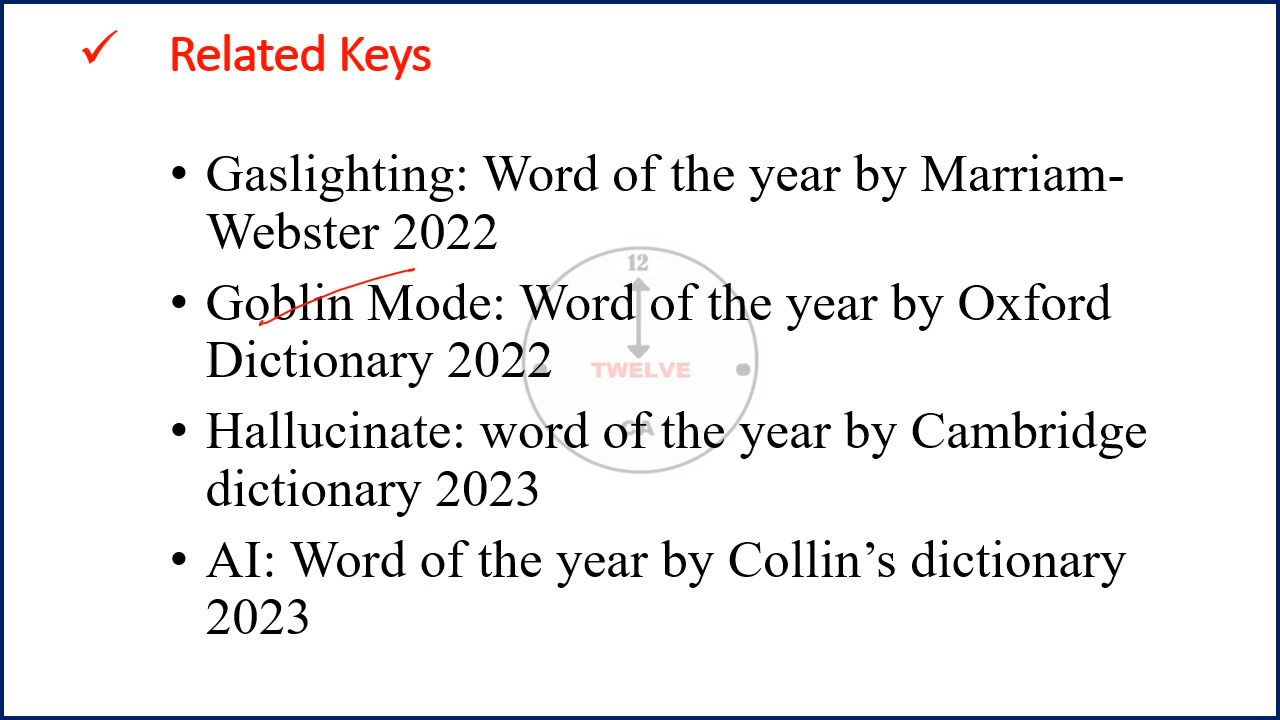 ✓ Related Keys
• Gaslighting: Word of the year by Marriam-
Webster 2022
• Goblin Mode: Word of the year by Oxford
Dictionary 2022
• Hallucinate: word of the year by Cambridge
dictionary 2023
• AI: Word of the year by Collin’s dictionary
2023
12
TWELVE
CA